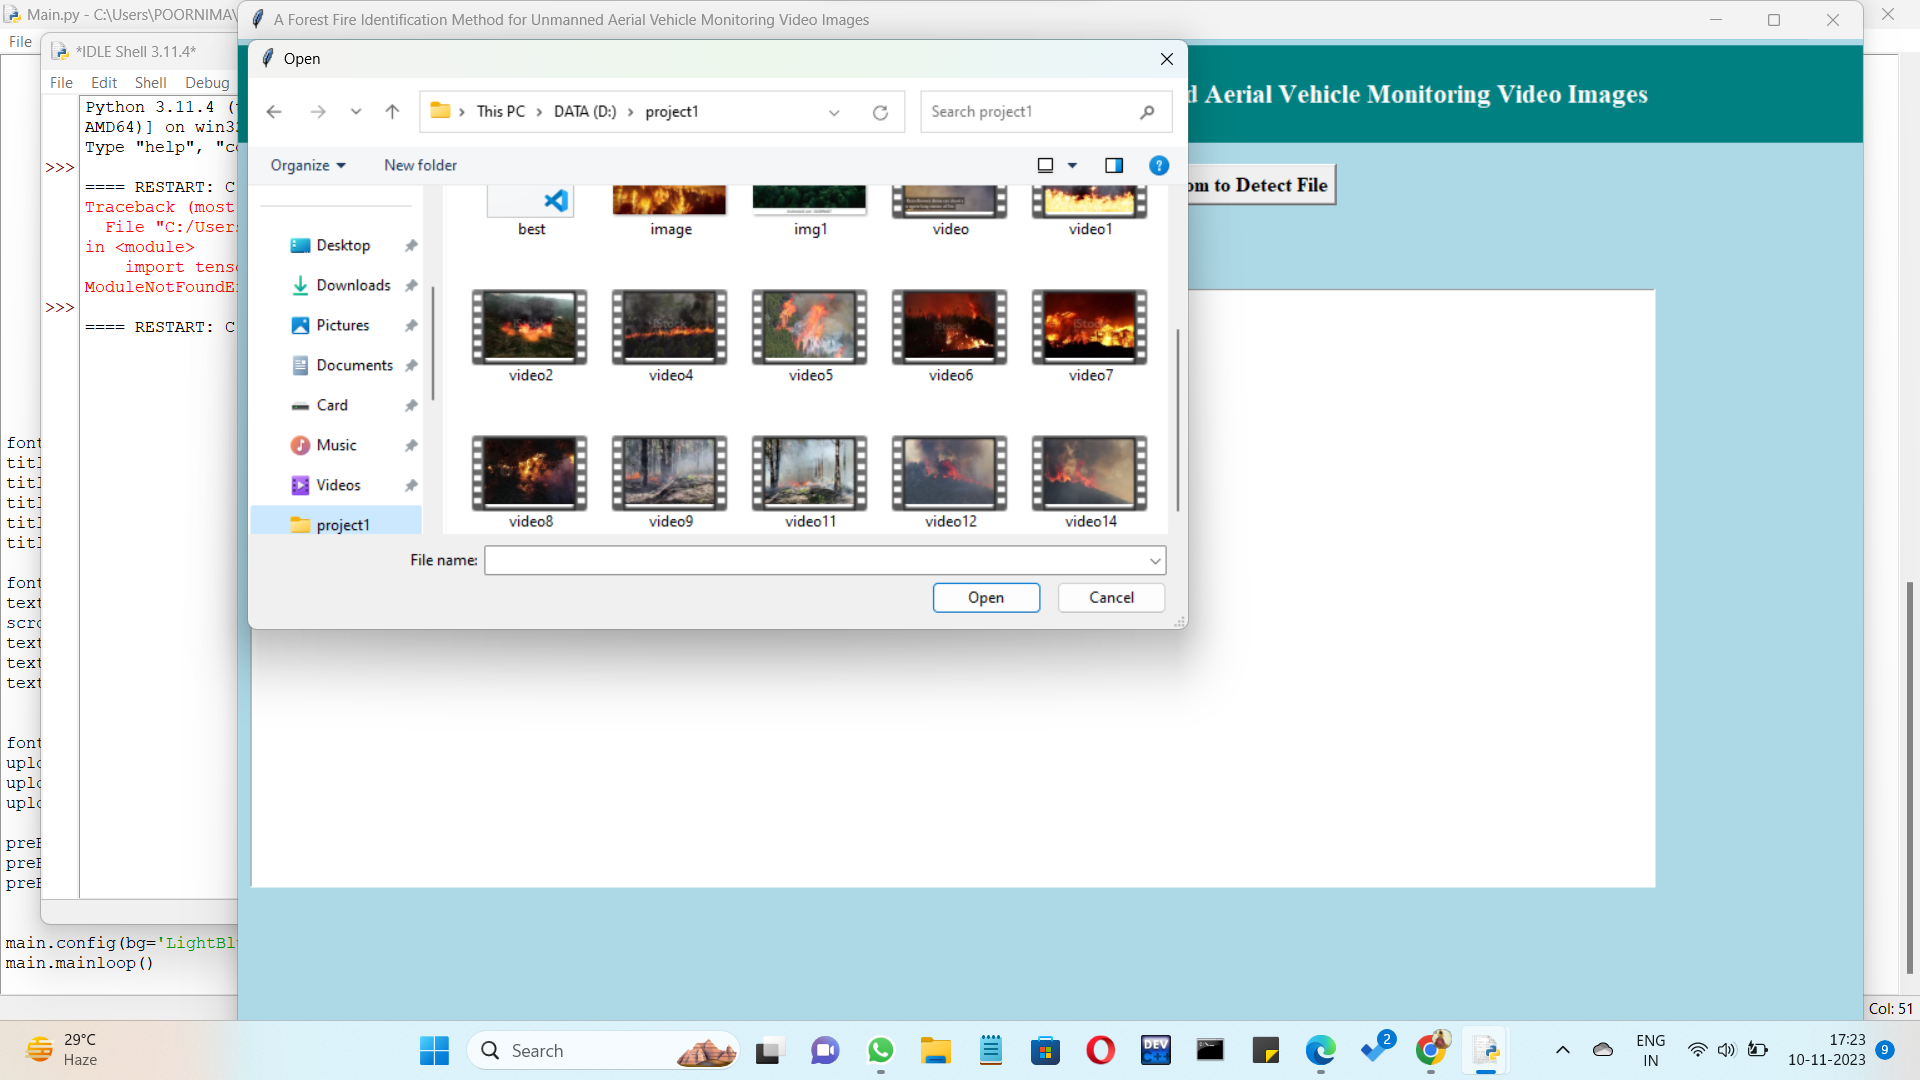 Main.py - C:\Users\POORNIMA\
File
*IDLE Shell 3.11.4*
File Edit Shell Debug
Python 3.11.4 (
AMD64)] on win32
Type "help", "c
>>>
==== RESTART: C
Traceback (most
File "C:/Users
in <module>
import tens
ModuleNotFoundE
>>>
==== RESTART: C
font
titl
titl
titl
titl
titl
font
text
scro
text
text
text
font
uplo
uplo
uplo
pre
pre
pre
main.config(bg='LightBl
main.mainloop()
A Forest Fire Identification Method for Unmanned Aerial Vehicle Monitoring Video Images
d Aerial Vehicle Monitoring Video Images
om to Detect File
Open
This PC > DATA (D:) > project1
Search project1
Organize New folder
Desktop
Downloads
Pictures
Documents
Card
Music
Videos
project1
best image img1 video video1
video2 video4 video5 video6 video7
video8 video9 video11 video12 video14
File name:
Open Cancel
Col: 51
29°C
Haze
Search
DEV
2
ENG
IN
17:23
10-11-2023
9